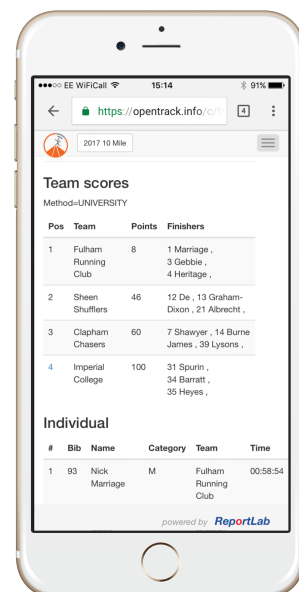 EE WiFiCall 15:14 91%
https://opentrack.info/c/ 4
2017 10 Mile
Team scores
Method=UNIVERSITY
Pos Team Points Finishers
1 Fulham 8 1 Marriage ,
Running 3 Gebbie ,
Club 4 Heritage ,
2 Sheen 46 12 De , 13 Graham-
Shufflers Dixon , 21 Albrecht ,
3 Clapham 60 7 Shawyer , 14 Burne
Chasers James , 39 Lysons ,
4 Imperial 100 31 Spurin ,
College 34 Barratt ,
35 Heyes ,
Individual
# Bib Name Category Team Time
1 93 Nick M Fulham 00:58:54
Marriage Running
Club
powered by ReportLab